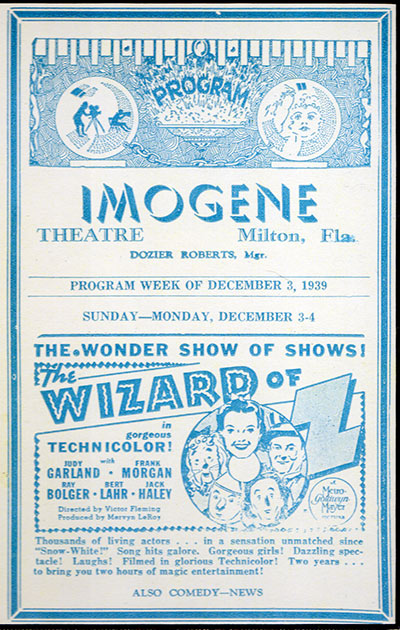 PROGRAM
IMOGENE
THEATRE Milton, Fla.
DOZIER ROBERTS, Mgr.
PROGRAM WEEK OF DECEMBER 3, 1939
SUNDAY—MONDAY, DECEMBER 3-4
THE WONDER SHOW OF SHOWS!
The
WIZARD OF
OZ
in
gorgeous
TECHNICOLOR!
with
JUDY GARLAND • FRANK MORGAN
RAY BOLGER • BERT LAHR • JACK HALEY
Directed by Victor Fleming
Produced by Mervyn LeRoy
A
Metro-
Goldwyn-
Mayer
PICTURE
Thousands of living actors . . . in a sensation unmatched since
"Snow-White!" Song hits galore. Gorgeous girls! Dazzling spec-
tacle! Laughs! Filmed in glorious Technicolor! Two years . . .
to bring you two hours of magic entertainment!
ALSO COMEDY—NEWS